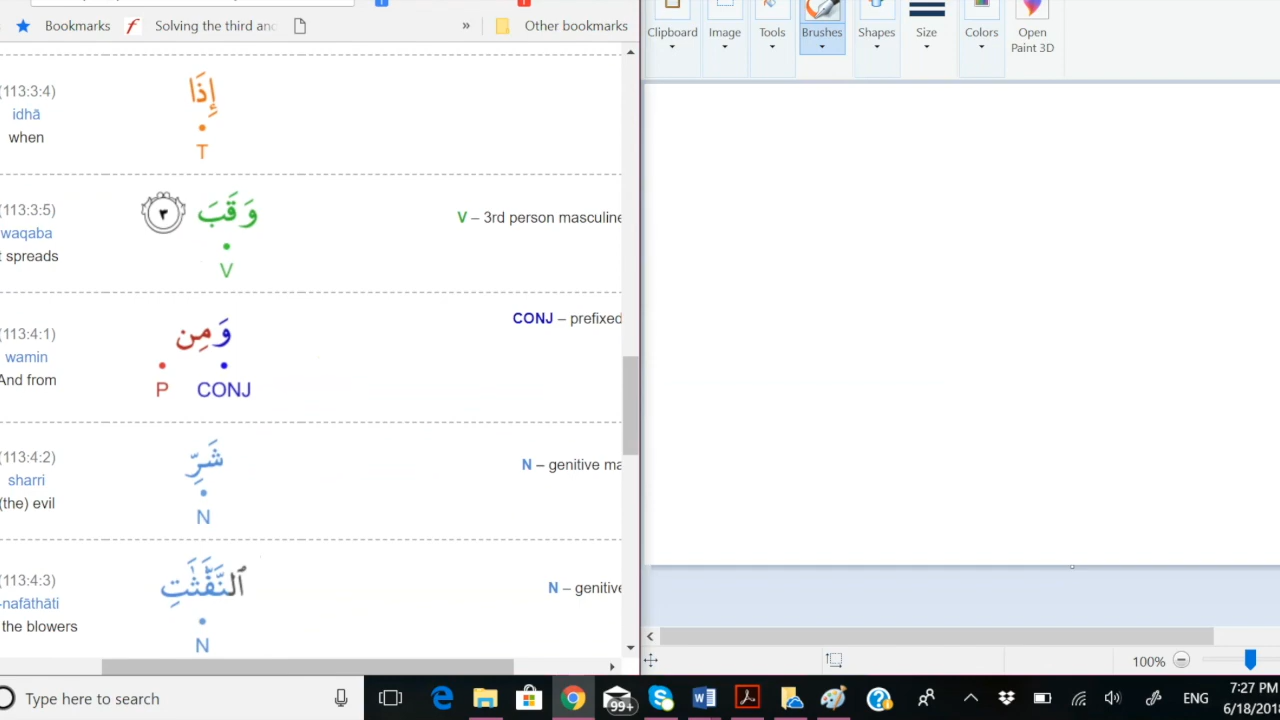 Bookmarks
Solving the third and
»
Other bookmarks
Clipboard
Image
Tools
Brushes
Shapes
Size
Colors
Open
Paint 3D
(113:3:4)
idhā
when
إِذَا
T
(113:3:5)
waqaba
t spreads
وَقَبَ ٣
V
V – 3rd person masculine
(113:4:1)
wamin
And from
وَمِن
P CONJ
CONJ – prefixed
(113:4:2)
sharri
(the) evil
شَرِّ
N
N – genitive ma
(113:4:3)
-nafāthāti
the blowers
ٱلنَّفَّـٰثَـٰتِ
N
N – genitive
100%
Type here to search
99+
ENG
7:27 PM
6/18/201